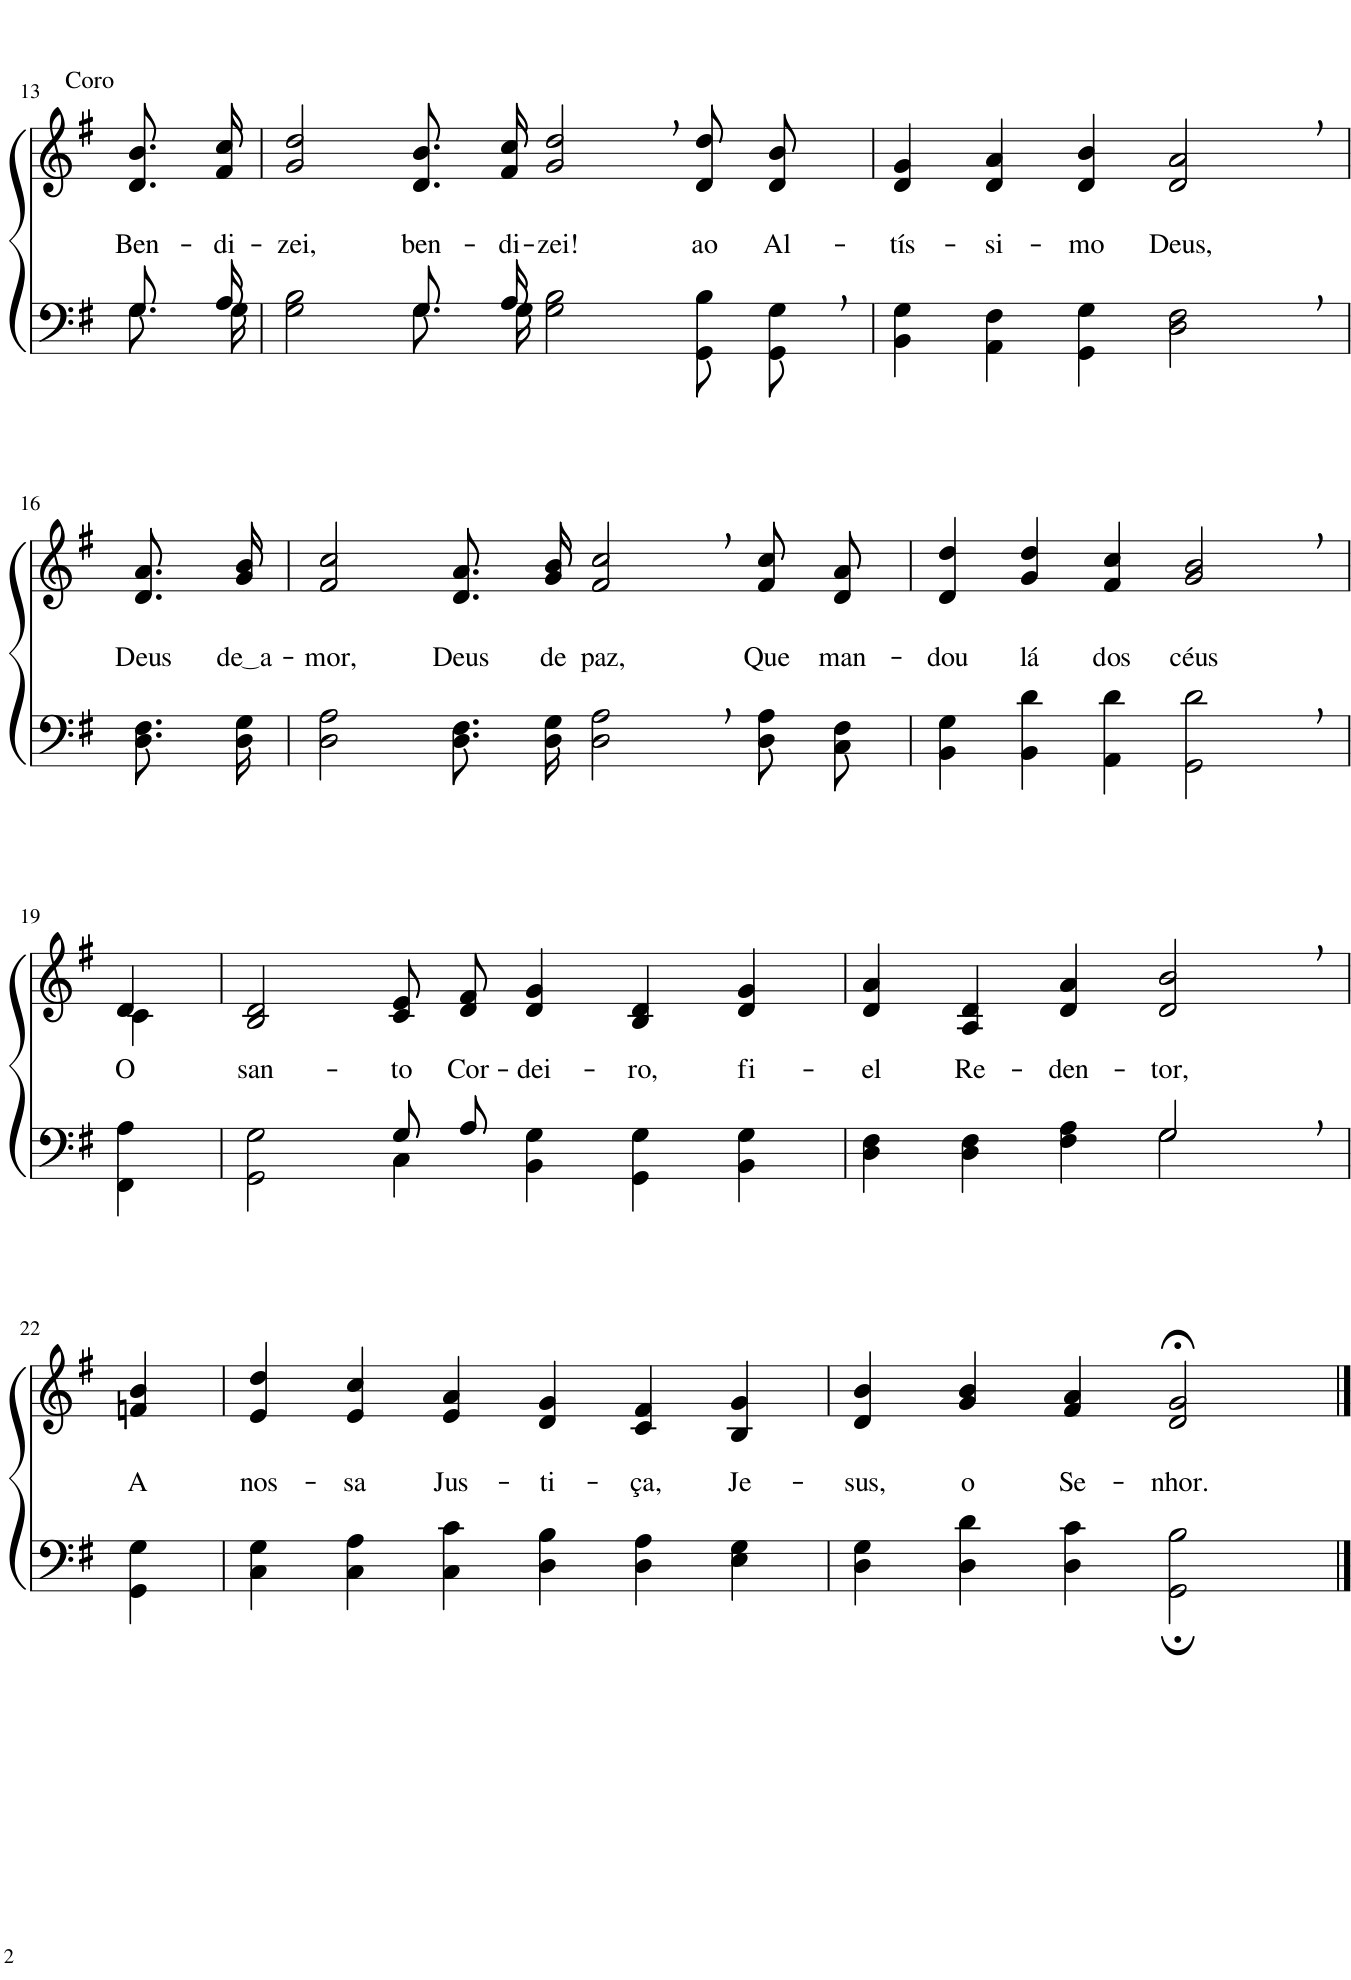 Coro
13
Ben - di - zei, ben - di - zei! ao Al - tís - si - mo Deus,
16
Deus de‿a - mor, Deus de paz, Que man - dou lá dos céus
19
O san - to Cor - dei - ro, fi - el Re - den - tor,
22
A nos - sa Jus - ti - ça, Je - sus, o Se - nhor.
2